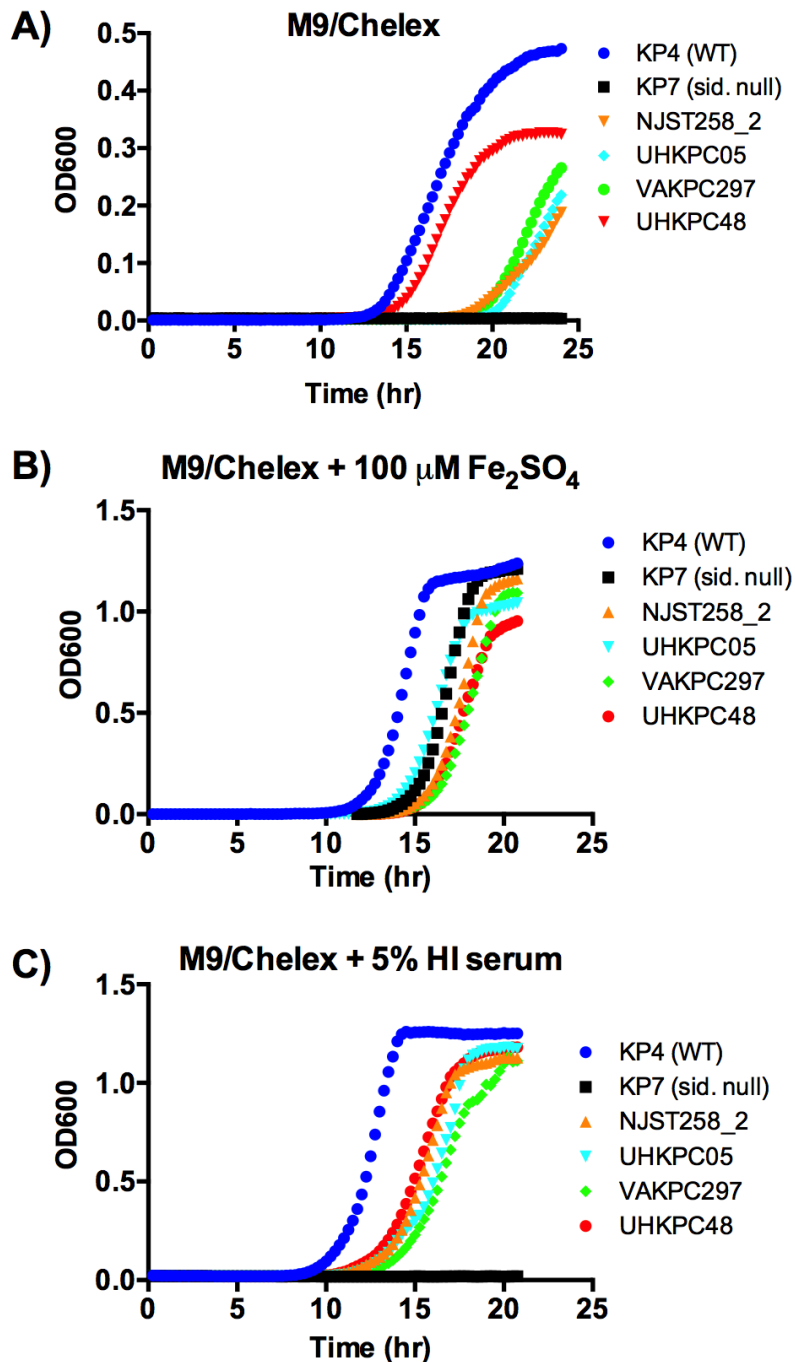 A)
M9/Chelex
0.5
0.4
0.3
0.2
0.1
0.0
OD600
0 5 10 15 20 25
Time (hr)
KP4 (WT)
KP7 (sid. null)
NJST258_2
UHKPC05
VAKPC297
UHKPC48
B)
M9/Chelex + 100 μM Fe₂SO₄
1.5
1.0
0.5
0.0
OD600
0 5 10 15 20 25
Time (hr)
KP4 (WT)
KP7 (sid. null)
NJST258_2
UHKPC05
VAKPC297
UHKPC48
C)
M9/Chelex + 5% HI serum
1.5
1.0
0.5
0.0
OD600
0 5 10 15 20 25
Time (hr)
KP4 (WT)
KP7 (sid. null)
NJST258_2
UHKPC05
VAKPC297
UHKPC48